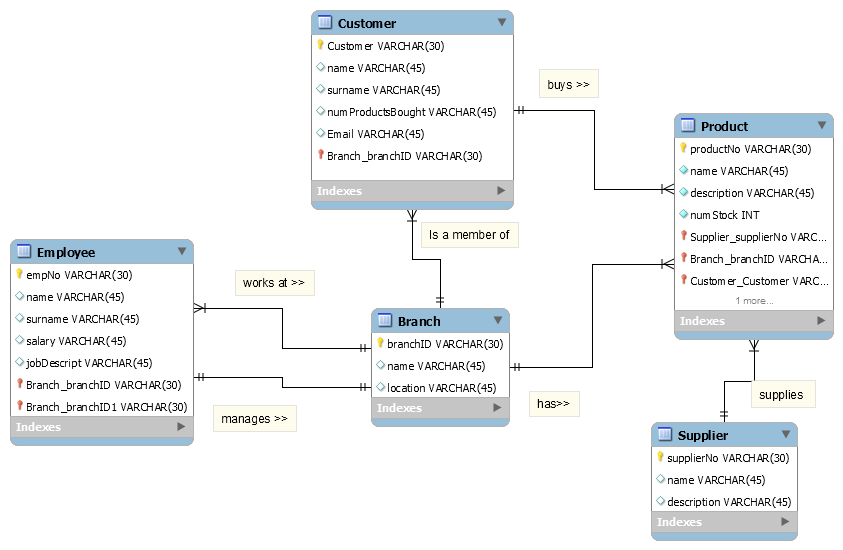 Customer
Customer VARCHAR(30)
name VARCHAR(45)
surname VARCHAR(45)
numProductsBought VARCHAR(45)
Email VARCHAR(45)
Branch_branchID VARCHAR(30)
Indexes
buys >>
Product
productNo VARCHAR(30)
name VARCHAR(45)
description VARCHAR(45)
numStock INT
Supplier_supplierNo VARC...
Branch_branchID VARCHA...
Customer_Customer VARC...
1 more...
Indexes
Is a member of
Employee
empNo VARCHAR(30)
name VARCHAR(45)
surname VARCHAR(45)
salary VARCHAR(45)
jobDescript VARCHAR(45)
Branch_branchID VARCHAR(30)
Branch_branchID1 VARCHAR(30)
Indexes
works at >>
manages >>
Branch
branchID VARCHAR(30)
name VARCHAR(45)
location VARCHAR(45)
Indexes
has>>
supplies
Supplier
supplierNo VARCHAR(30)
name VARCHAR(45)
description VARCHAR(45)
Indexes